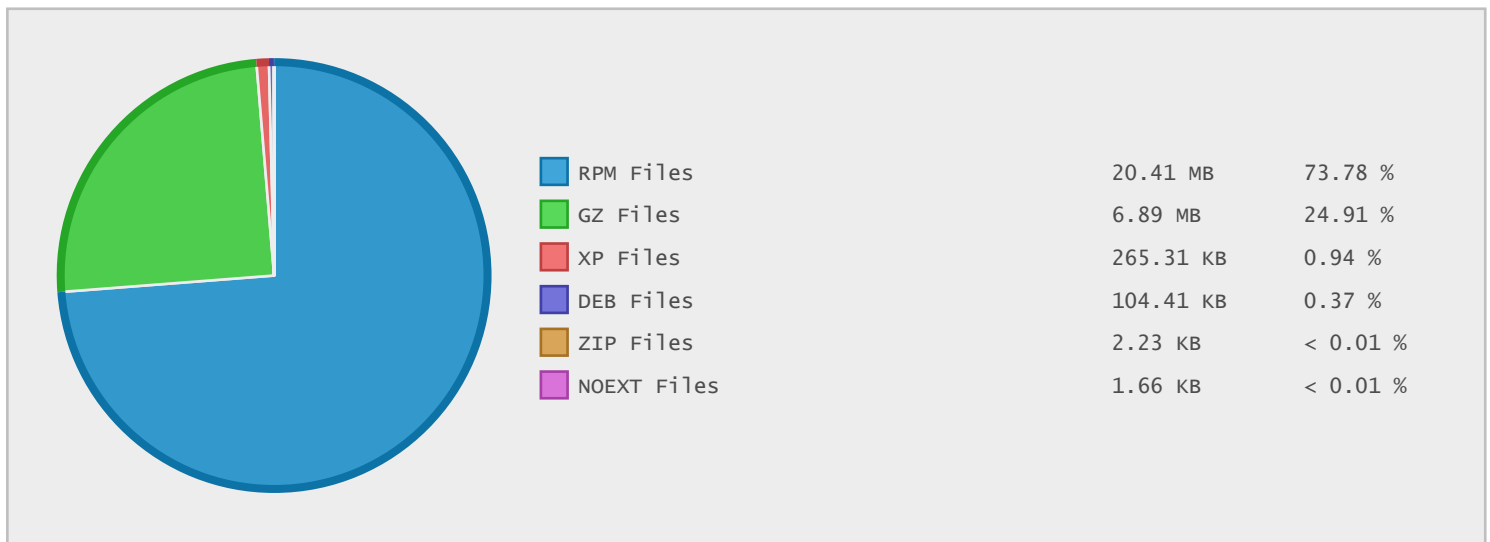 RPM Files 20.41 MB 73.78 %
GZ Files 6.89 MB 24.91 %
XP Files 265.31 KB 0.94 %
DEB Files 104.41 KB 0.37 %
ZIP Files 2.23 KB < 0.01 %
NOEXT Files 1.66 KB < 0.01 %